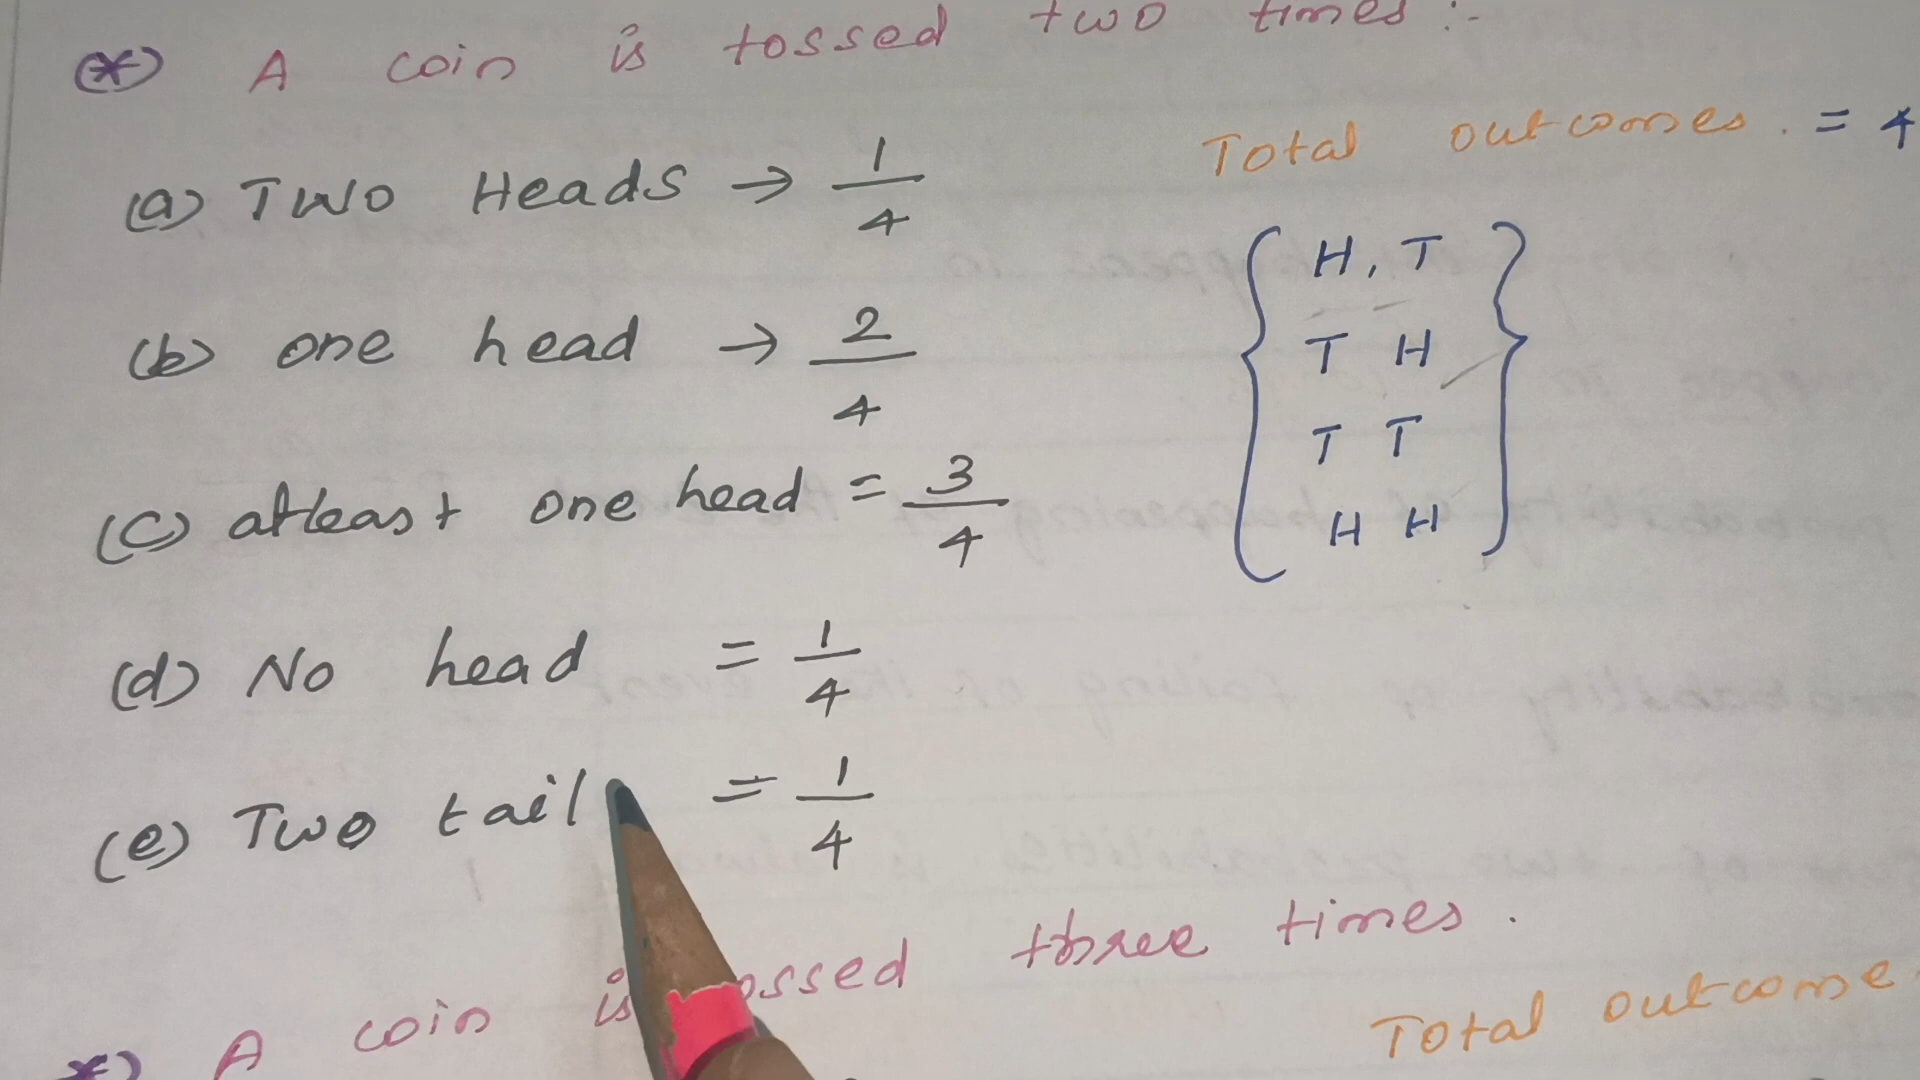 (*) A coin is tossed two times :-
Total outcomes. = 4
(a) Two Heads → 1/4
(b) one head → 2/4
(c) atleast one head = 3/4
(d) No head = 1/4
(e) Two tail = 1/4
{ H, T
T H
T T
H H }
*) A coin is tossed three times.
Total outcome